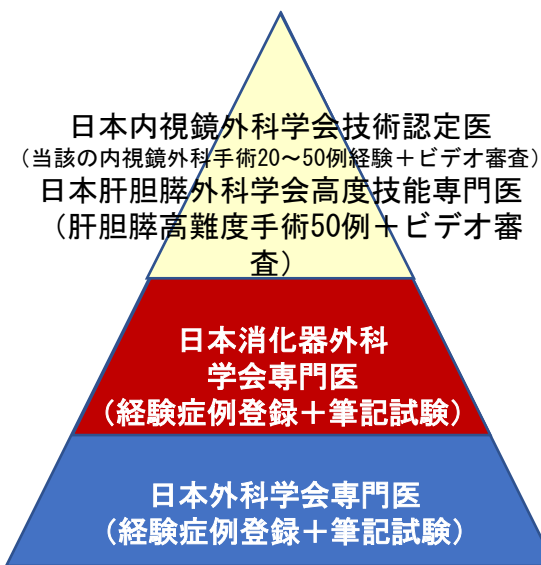 日本内視鏡外科学会技術認定医
（当該の内視鏡外科手術20～50例経験＋ビデオ審査）
日本肝胆膵外科学会高度技能専門医
（肝胆膵高難度手術50例＋ビデオ審
査）
日本消化器外科
学会専門医
（経験症例登録＋筆記試験）
日本外科学会専門医
（経験症例登録＋筆記試験）